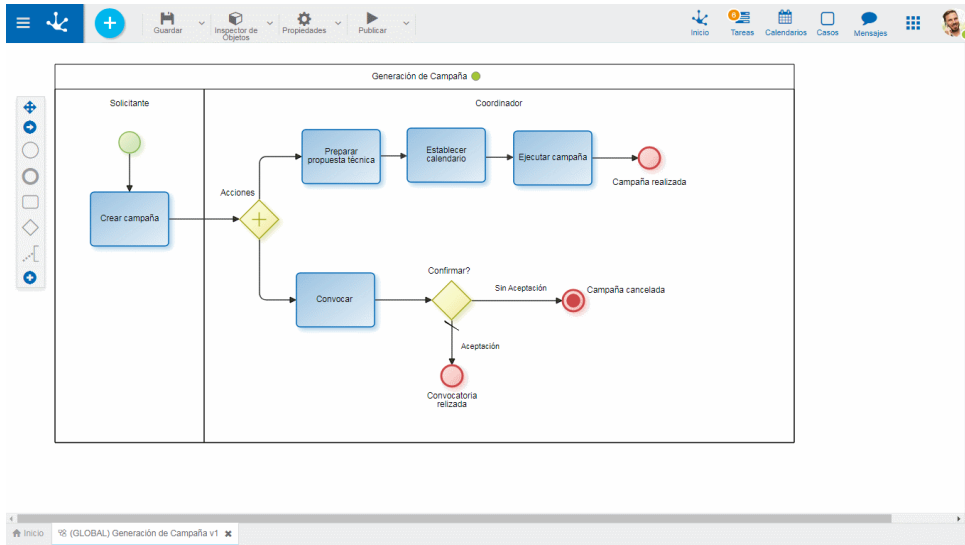 Guardar
Inspector de
Objetos
Propiedades
Publicar
Inicio
6
Tareas
Calendarios
Casos
Mensajes
Generación de Campaña
Solicitante
Coordinador
Preparar
propuesta técnica
Establecer
calendario
Ejecutar campaña
Campaña realizada
Acciones
Crear campaña
Confirmar?
Sin Aceptación
Campaña cancelada
Convocar
Aceptación
Convocatoria
relizada
Inicio
(GLOBAL) Generación de Campaña v1